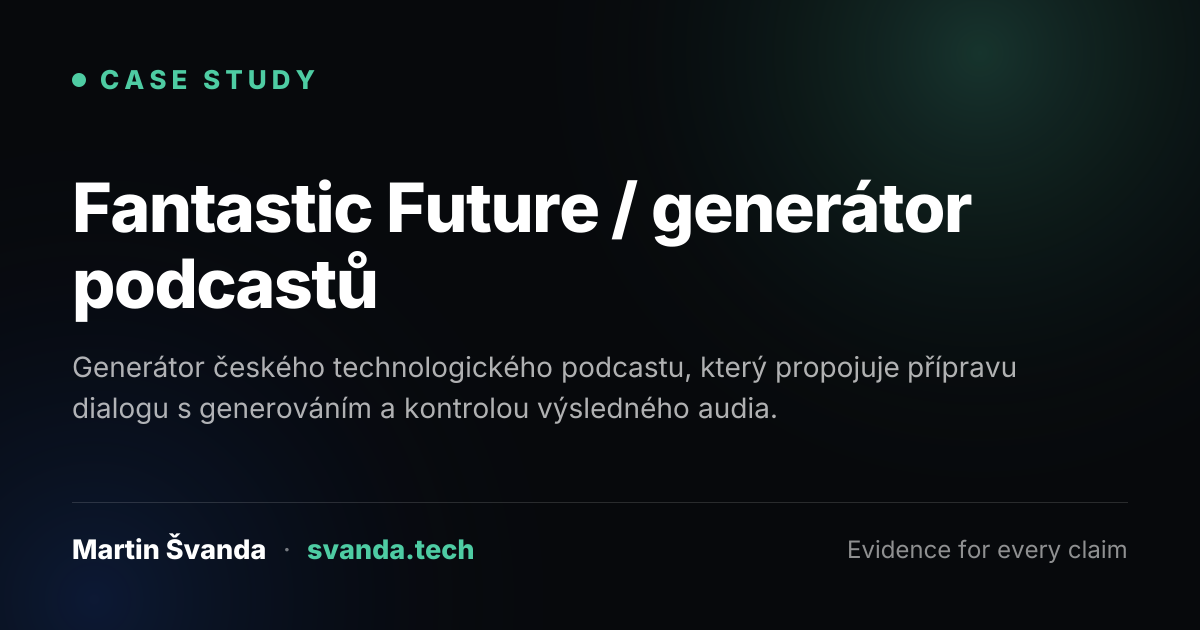 CASE STUDY
Fantastic Future / generátor
podcastů
Generátor českého technologického podcastu, který propojuje přípravu
dialogu s generováním a kontrolou výsledného audia.
Martin Švanda · svanda.tech
Evidence for every claim